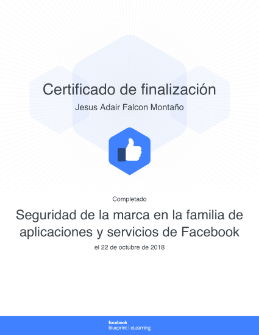 Certificado de finalización
Jesus Adair Falcon Montaño
Completado
Seguridad de la marca en la familia de
aplicaciones y servicios de Facebook
el 22 de octubre de 2018
facebook
blueprint | eLearning